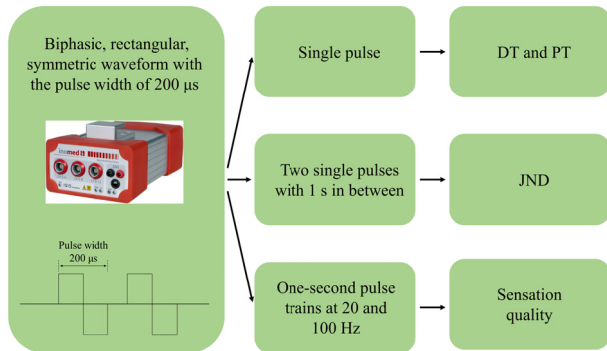 Biphasic, rectangular,
symmetric waveform with
the pulse width of 200 μs
inomed
Pulse width
200 μs
Single pulse
DT and PT
Two single pulses
with 1 s in between
JND
One-second pulse
trains at 20 and
100 Hz
Sensation
quality